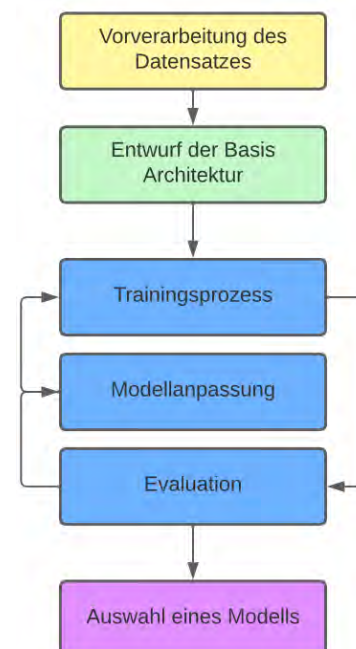 Vorverarbeitung des
Datensatzes
Entwurf der Basis
Architektur
Trainingsprozess
Modellanpassung
Evaluation
Auswahl eines Modells